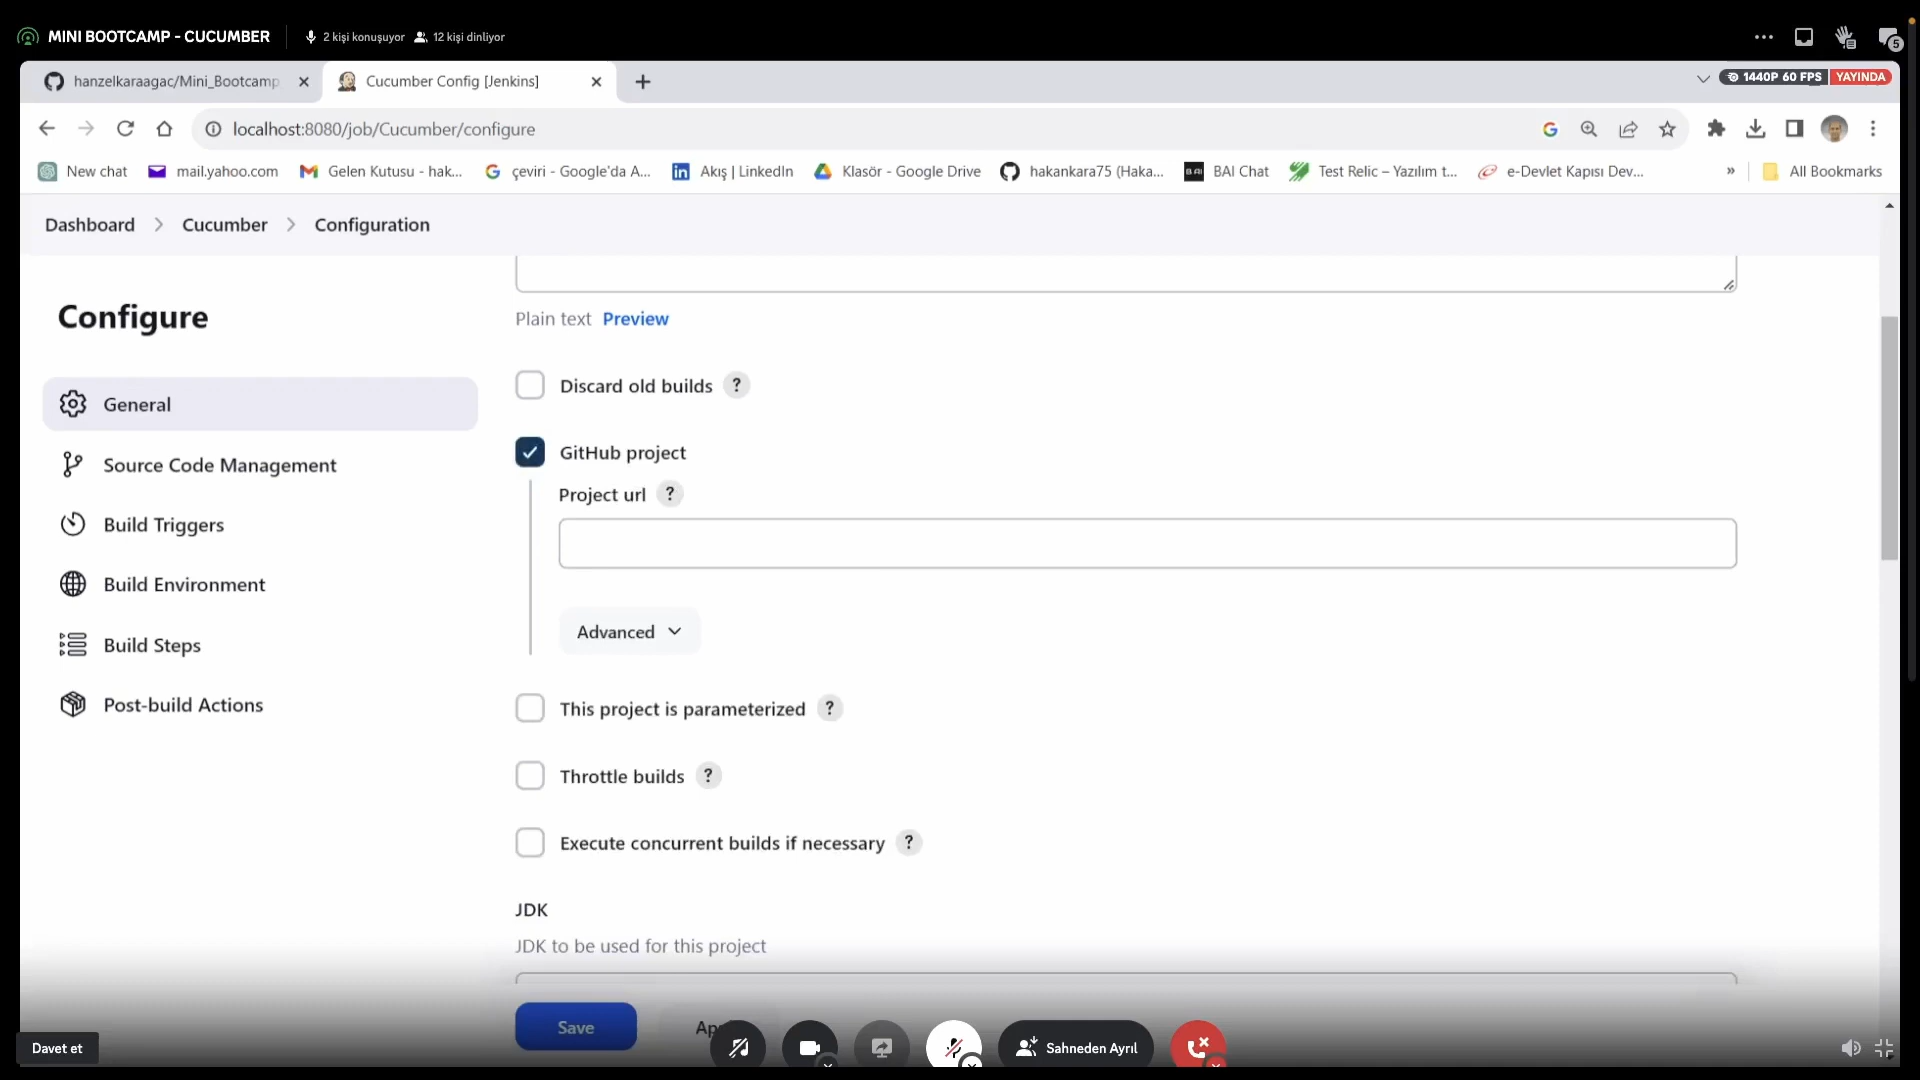 MINI BOOTCAMP - CUCUMBER
2 kişi konuşuyor
12 kişi dinliyor
5
hanzelkaraagac/Mini_Bootcamp
Cucumber Config [Jenkins]
1440P 60 FPS
YAYINDA
localhost:8080/job/Cucumber/configure
New chat
mail.yahoo.com
Gelen Kutusu - hak...
çeviri - Google'da A...
Akış | LinkedIn
Klasör - Google Drive
hakankara75 (Haka...
BAI Chat
Test Relic – Yazılım t...
e-Devlet Kapısı Dev...
»
All Bookmarks
Dashboard > Cucumber > Configuration
Configure
General
Source Code Management
Build Triggers
Build Environment
Build Steps
Post-build Actions
Plain text Preview
Discard old builds ?
GitHub project
Project url ?
Advanced
This project is parameterized ?
Throttle builds ?
Execute concurrent builds if necessary ?
JDK
JDK to be used for this project
Save
Davet et
Sahneden Ayrıl